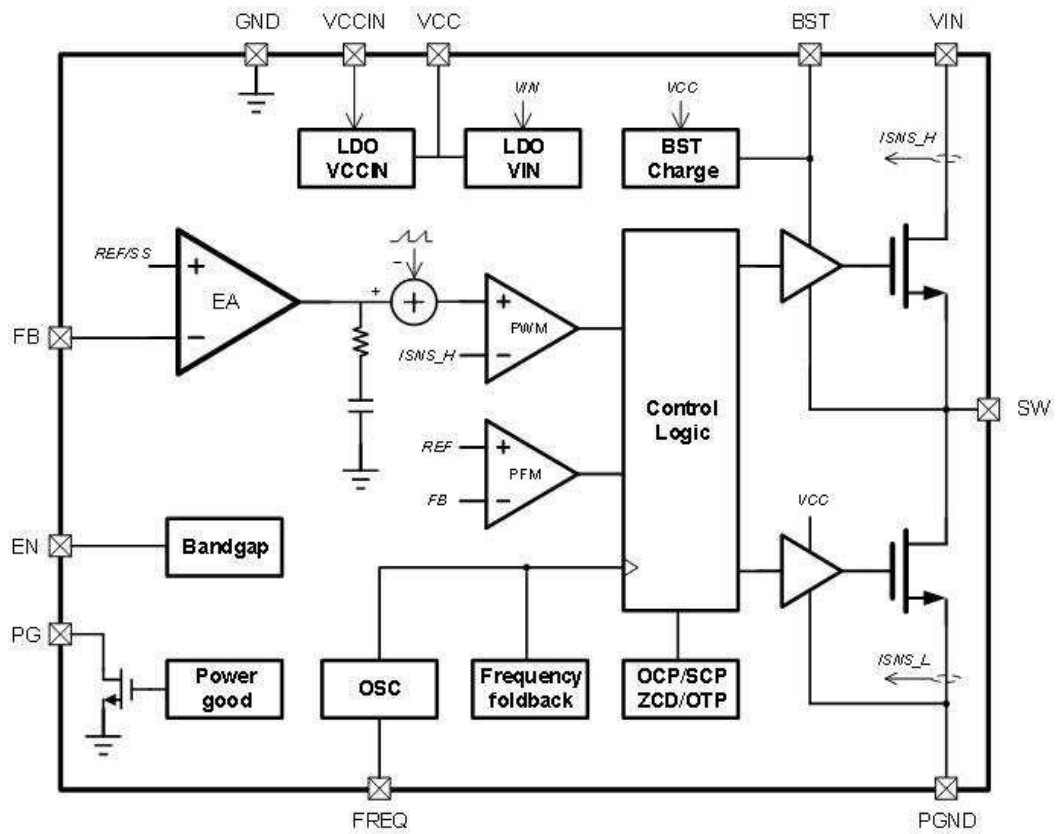 GND
VCCIN
VCC
BST
VIN
VIN
VCC
LDO
VCCIN
LDO
VIN
BST
Charge
ISNS_H
REF/SS
+
EA
−
FB
−
+
+
+
PWM
ISNS_H
−
Control
Logic
SW
REF
+
PFM
FB
−
VCC
EN
Bandgap
PG
Power
good
OSC
Frequency
foldback
OCP/SCP
ZCD/OTP
ISNS_L
FREQ
PGND